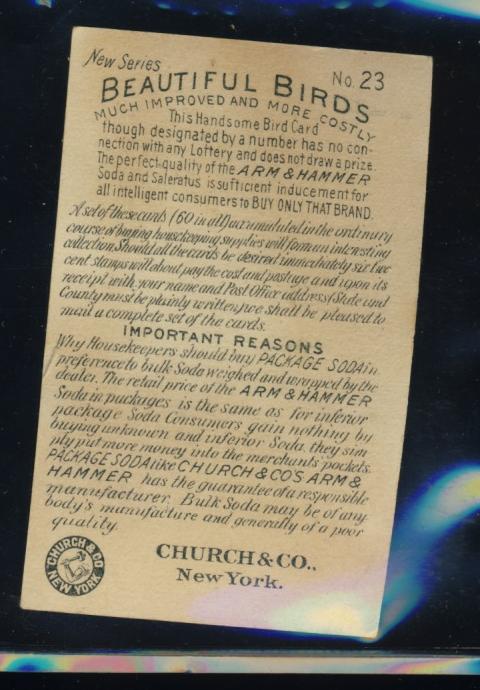 New Series
No. 23
BEAUTIFUL BIRDS
MUCH IMPROVED AND MORE COSTLY
This Handsome Bird Card
though designated by a number has no con-
nection with any Lottery and does not draw a prize.
The perfect quality of the ARM & HAMMER
Soda and Saleratus is sufficient inducement for
all intelligent consumers to BUY ONLY THAT BRAND.
A set of these cards (60 in all) accumulated in the ordinary
course of buying housekeeping supplies will form an interesting
collection. Should all the cards be desired immediately six two
cent stamps will about pay the cost and postage and upon its
receipt with your name and Post Office address (State and
County must be plainly written) we shall be pleased to
mail a complete set of the cards.
IMPORTANT REASONS
Why Housekeepers should buy PACKAGE SODA in
preference to bulk Soda weighed and wrapped by the
dealer. The retail price of the ARM & HAMMER
Soda in packages is the same as for inferior
package Soda Consumers gain nothing by
buying unknown and inferior Soda, they sim
ply put more money into the merchants pockets.
PACKAGE SODA like CHURCH & CO'S ARM &
HAMMER has the guarantee of a responsible
manufacturer. Bulk Soda may be of any-
body's manufacture and generally of a poor
quality.
CHURCH & CO
NEW YORK
CHURCH & CO.,
New York.